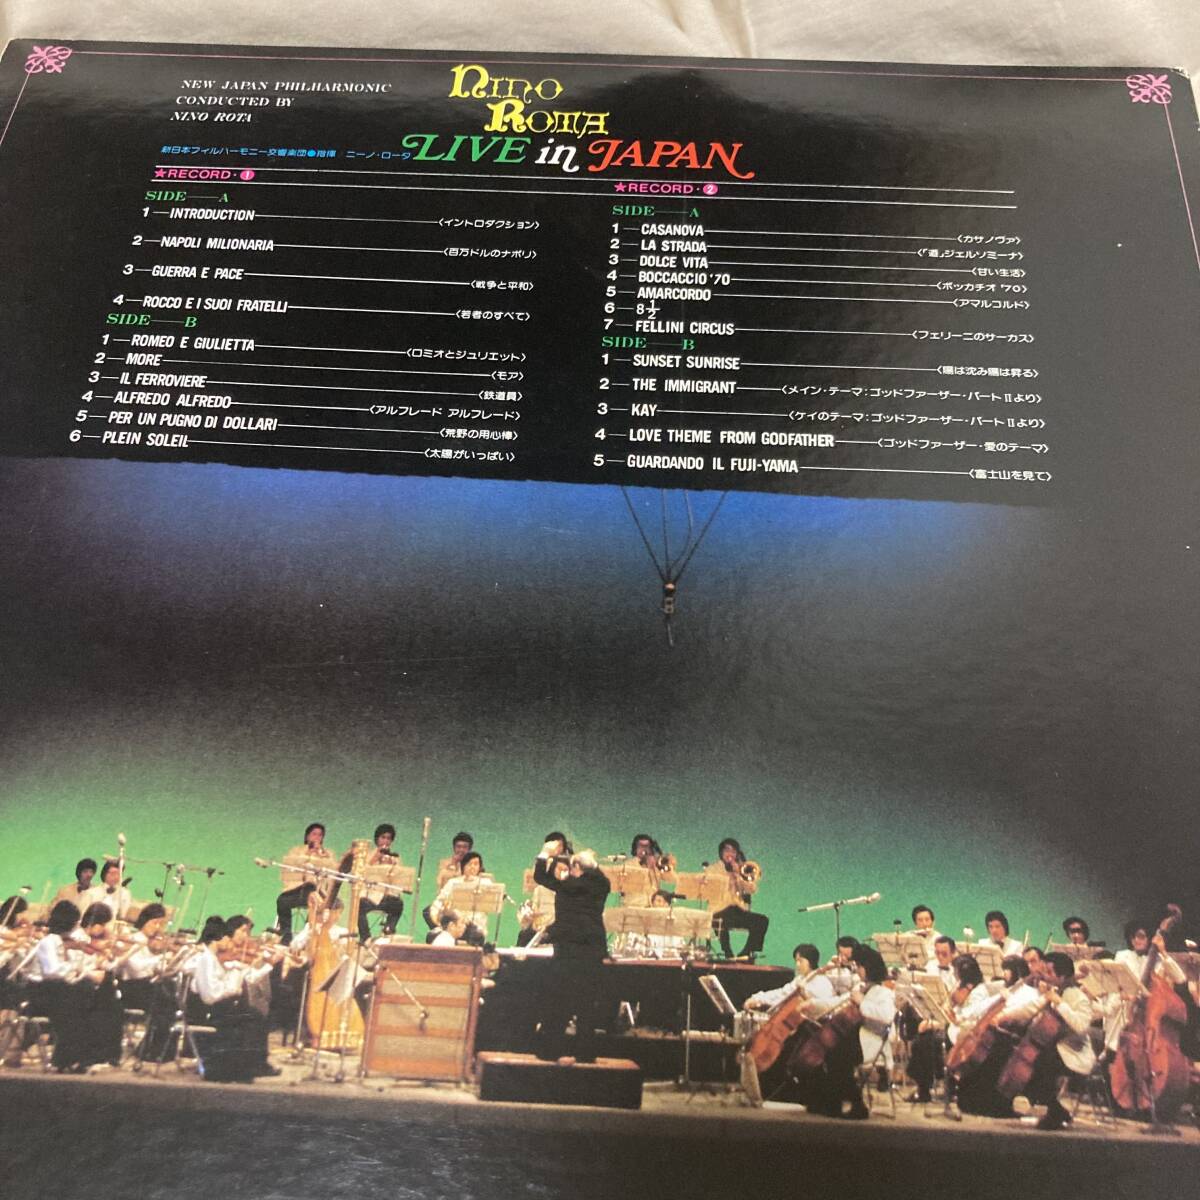 NEW JAPAN PHILHARMONIC
CONDUCTED BY
NINO ROTA
NINO
ROMA
LIVE in JAPAN
新日本フィルハーモニー交響楽団●指揮 ニーノ・ロータ
★RECORD・1
SIDE—A
1—INTRODUCTION—〈イントロダクション〉
2—NAPOLI MILIONARIA—〈百万ドルのナポリ〉
3—GUERRA E PACE—〈戦争と平和〉
4—ROCCO E I SUOI FRATELLI—〈若者のすべて〉
SIDE—B
1—ROMEO E GIULIETTA—〈ロミオとジュリエット〉
2—MORE—〈モア〉
3—IL FERROVIERE—〈鉄道員〉
4—ALFREDO ALFREDO—〈アルフレード アルフレード〉
5—PER UN PUGNO DI DOLLARI—〈荒野の用心棒〉
6—PLEIN SOLEIL—〈太陽がいっぱい〉
★RECORD・2
SIDE—A
1—CASANOVA—〈カサノヴァ〉
2—LA STRADA—〈「道」ジェルソミーナ〉
3—DOLCE VITA—〈甘い生活〉
4—BOCCACCIO '70—〈ボッカチオ '70〉
5—AMARCORDO—〈アマルコルド〉
6—8½
7—FELLINI CIRCUS—〈フェリーニのサーカス〉
SIDE—B
1—SUNSET SUNRISE—〈陽は沈み陽は昇る〉
2—THE IMMIGRANT—〈メイン・テーマ:ゴッドファーザー・パートIIより〉
3—KAY—〈ケイのテーマ:ゴッドファーザー・パートIIより〉
4—LOVE THEME FROM GODFATHER—〈ゴッドファーザー・愛のテーマ〉
5—GUARDANDO IL FUJI-YAMA—〈富士山を見て〉